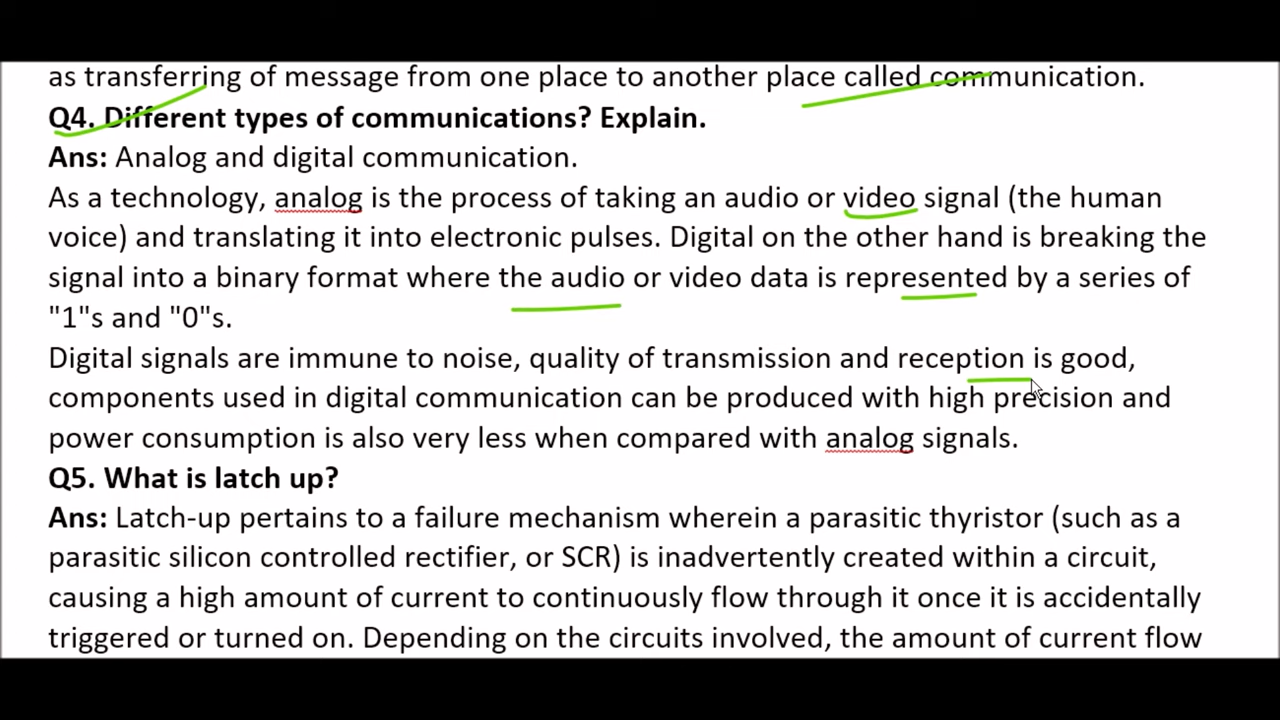 as transferring of message from one place to another place called communication.
Q4. Different types of communications? Explain.
Ans: Analog and digital communication.
As a technology, analog is the process of taking an audio or video signal (the human
voice) and translating it into electronic pulses. Digital on the other hand is breaking the
signal into a binary format where the audio or video data is represented by a series of
"1"s and "0"s.
Digital signals are immune to noise, quality of transmission and reception is good,
components used in digital communication can be produced with high precision and
power consumption is also very less when compared with analog signals.
Q5. What is latch up?
Ans: Latch-up pertains to a failure mechanism wherein a parasitic thyristor (such as a
parasitic silicon controlled rectifier, or SCR) is inadvertently created within a circuit,
causing a high amount of current to continuously flow through it once it is accidentally
triggered or turned on. Depending on the circuits involved, the amount of current flow